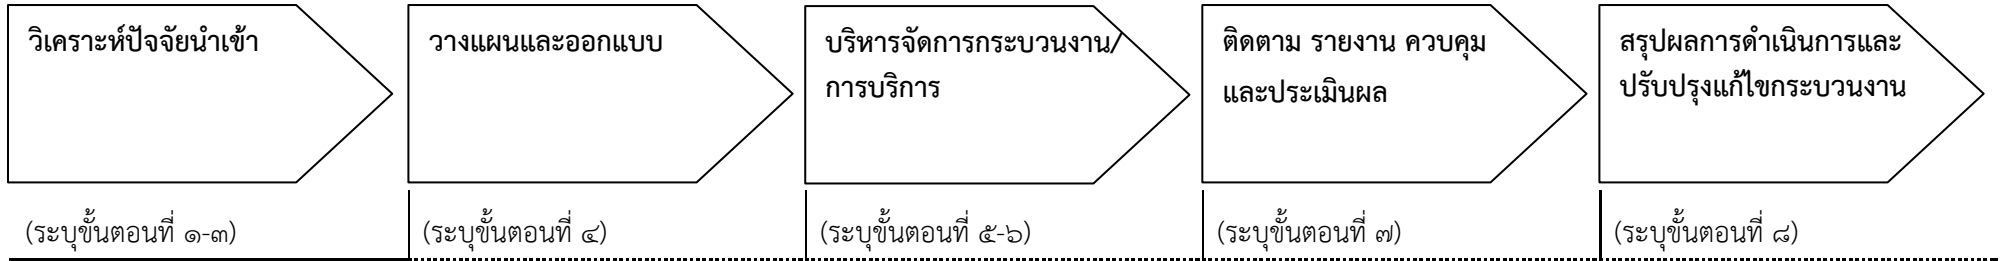 วิเคราะห์ปัจจัยนำเข้า
วางแผนและออกแบบ
บริหารจัดการกระบวนงาน/
การบริการ
ติดตาม รายงาน ควบคุม
และประเมินผล
สรุปผลการดำเนินการและ
ปรับปรุงแก้ไขกระบวนงาน
(ระบุขั้นตอนที่ ๑-๓)
(ระบุขั้นตอนที่ ๔)
(ระบุขั้นตอนที่ ๕-๖)
(ระบุขั้นตอนที่ ๗)
(ระบุขั้นตอนที่ ๘)